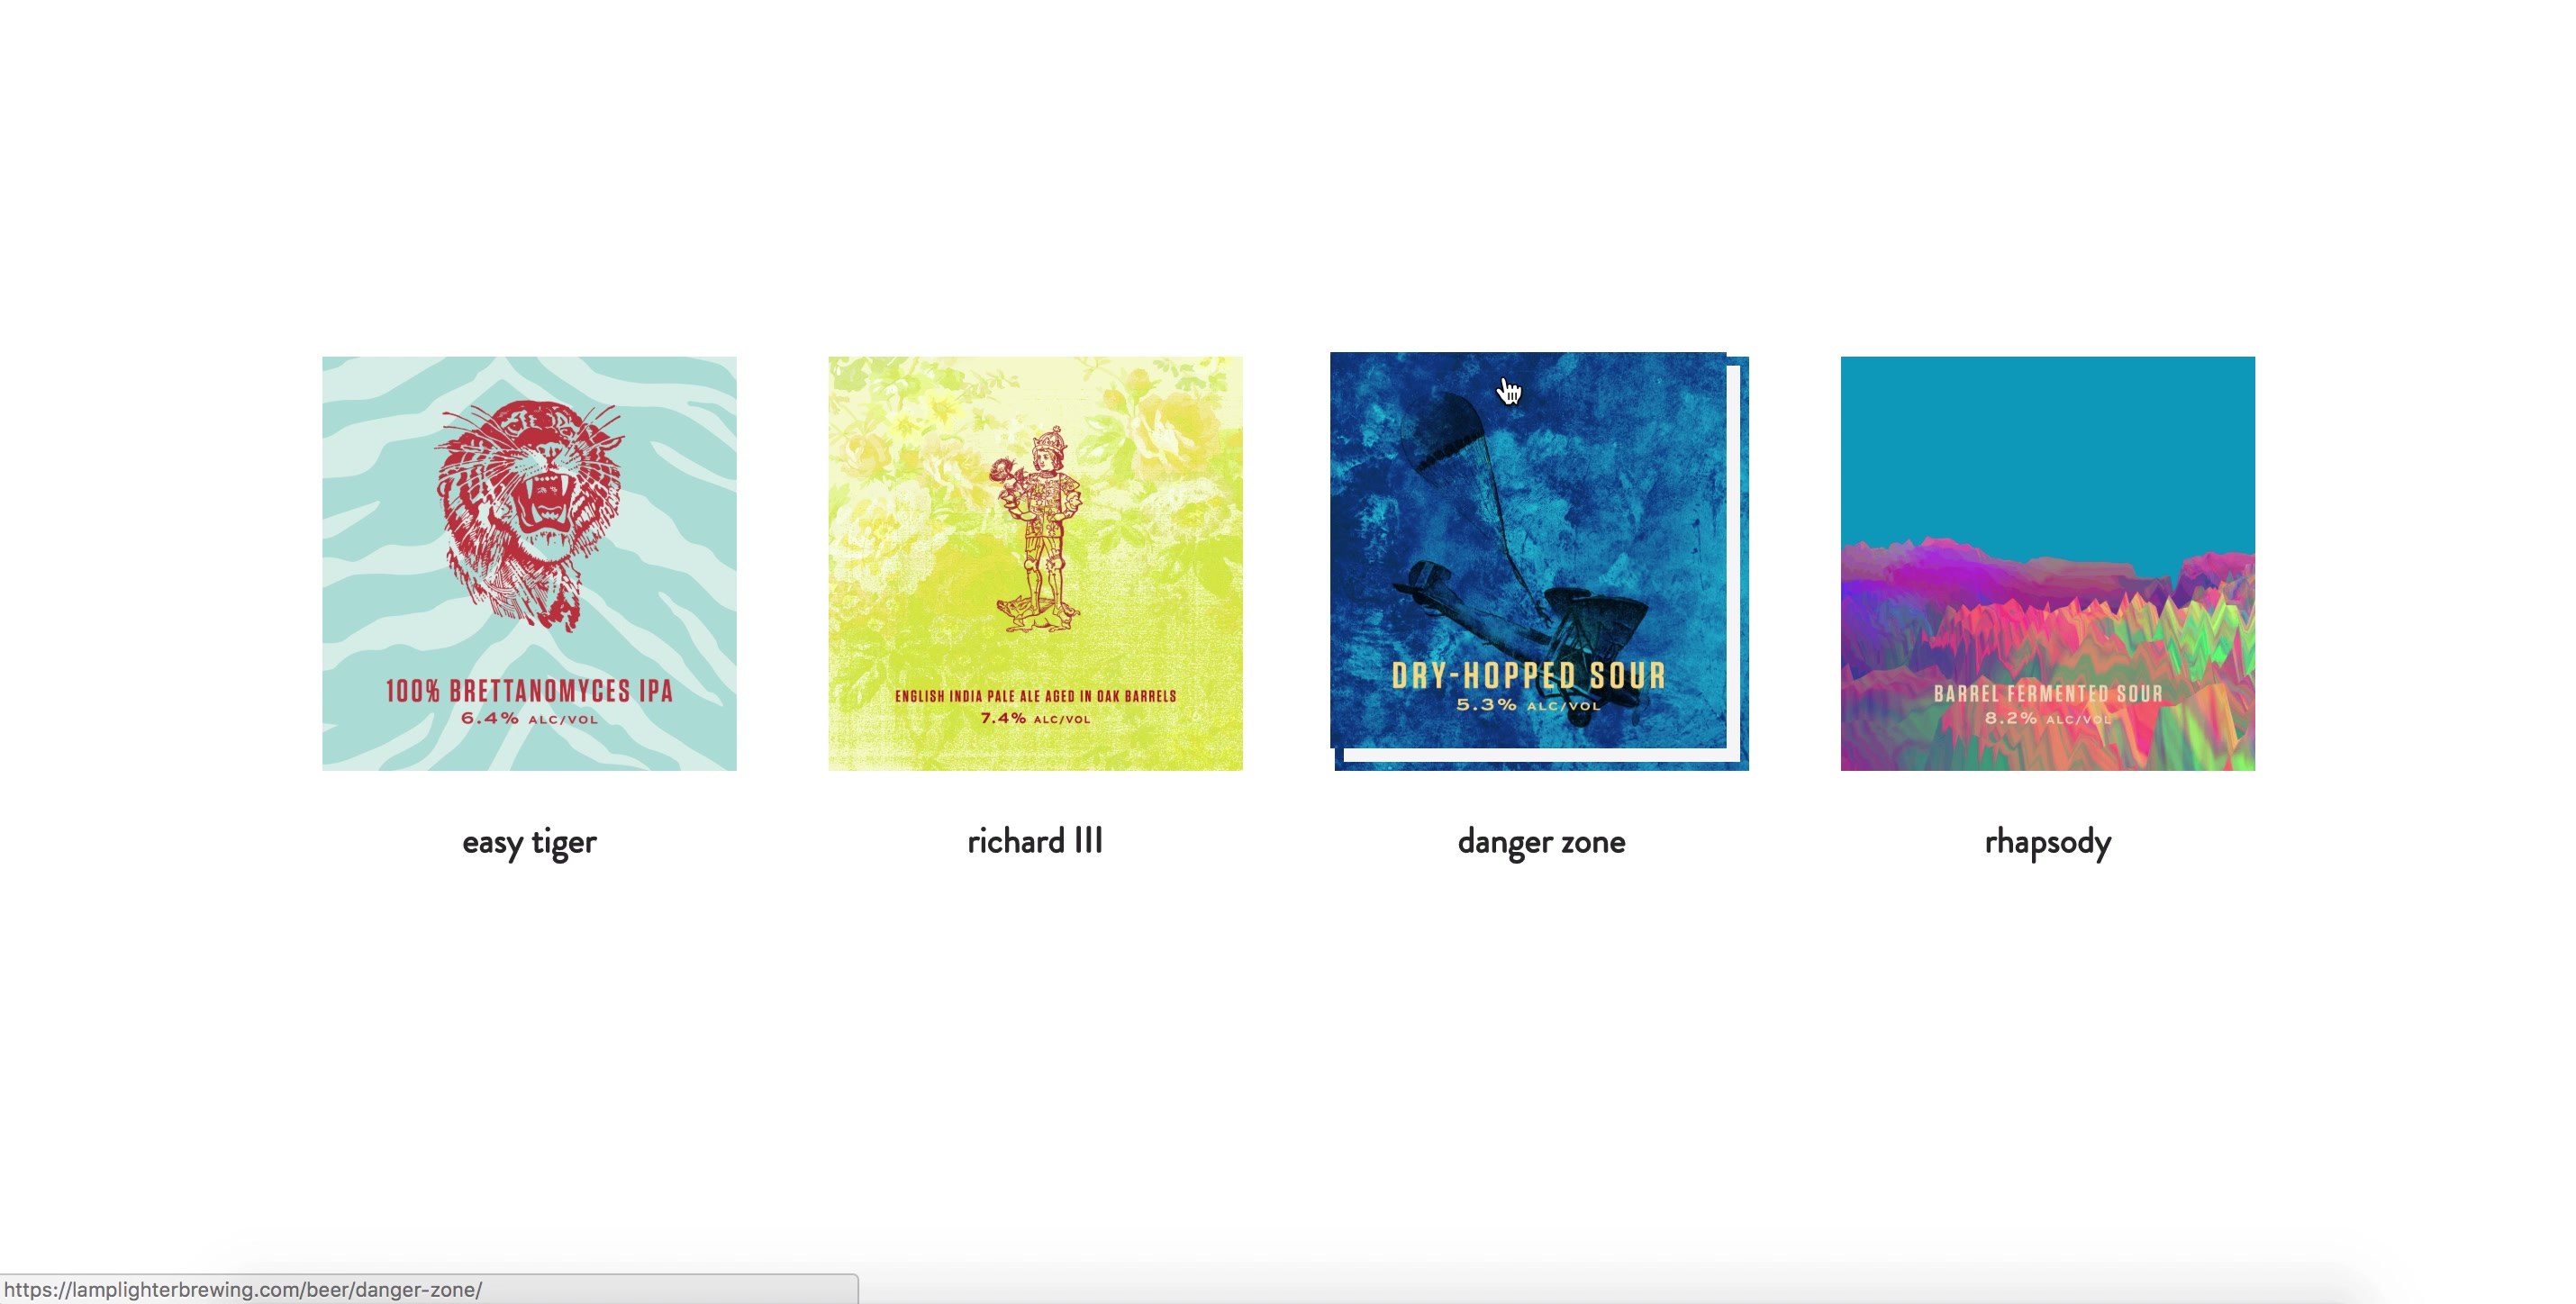 100% BRETTANOMYCES IPA
6.4% ALC/VOL
easy tiger
ENGLISH INDIA PALE ALE AGED IN OAK BARRELS
7.4% ALC/VOL
richard III
DRY-HOPPED SOUR
5.3% ALC/VOL
danger zone
BARREL FERMENTED SOUR
8.2% ALC/VOL
rhapsody
https://lamplighterbrewing.com/beer/danger-zone/